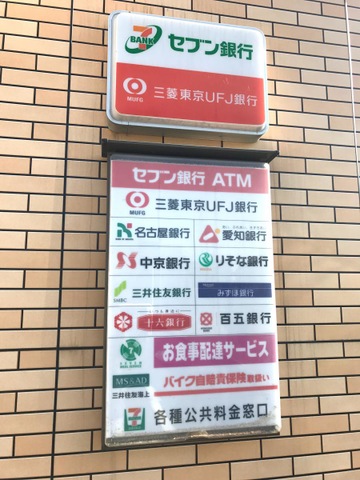 7
BANK
セブン銀行
MUFG
三菱東京UFJ銀行
セブン銀行 ATM
MUFG
三菱東京UFJ銀行
名古屋銀行
愛知銀行
中京銀行
りそな銀行
SMBC
三井住友銀行
みずほ銀行
十六銀行
百五銀行
お食事配達サービス
MS&AD
三井住友海上
バイク自賠責保険取扱い
7
各種公共料金窓口